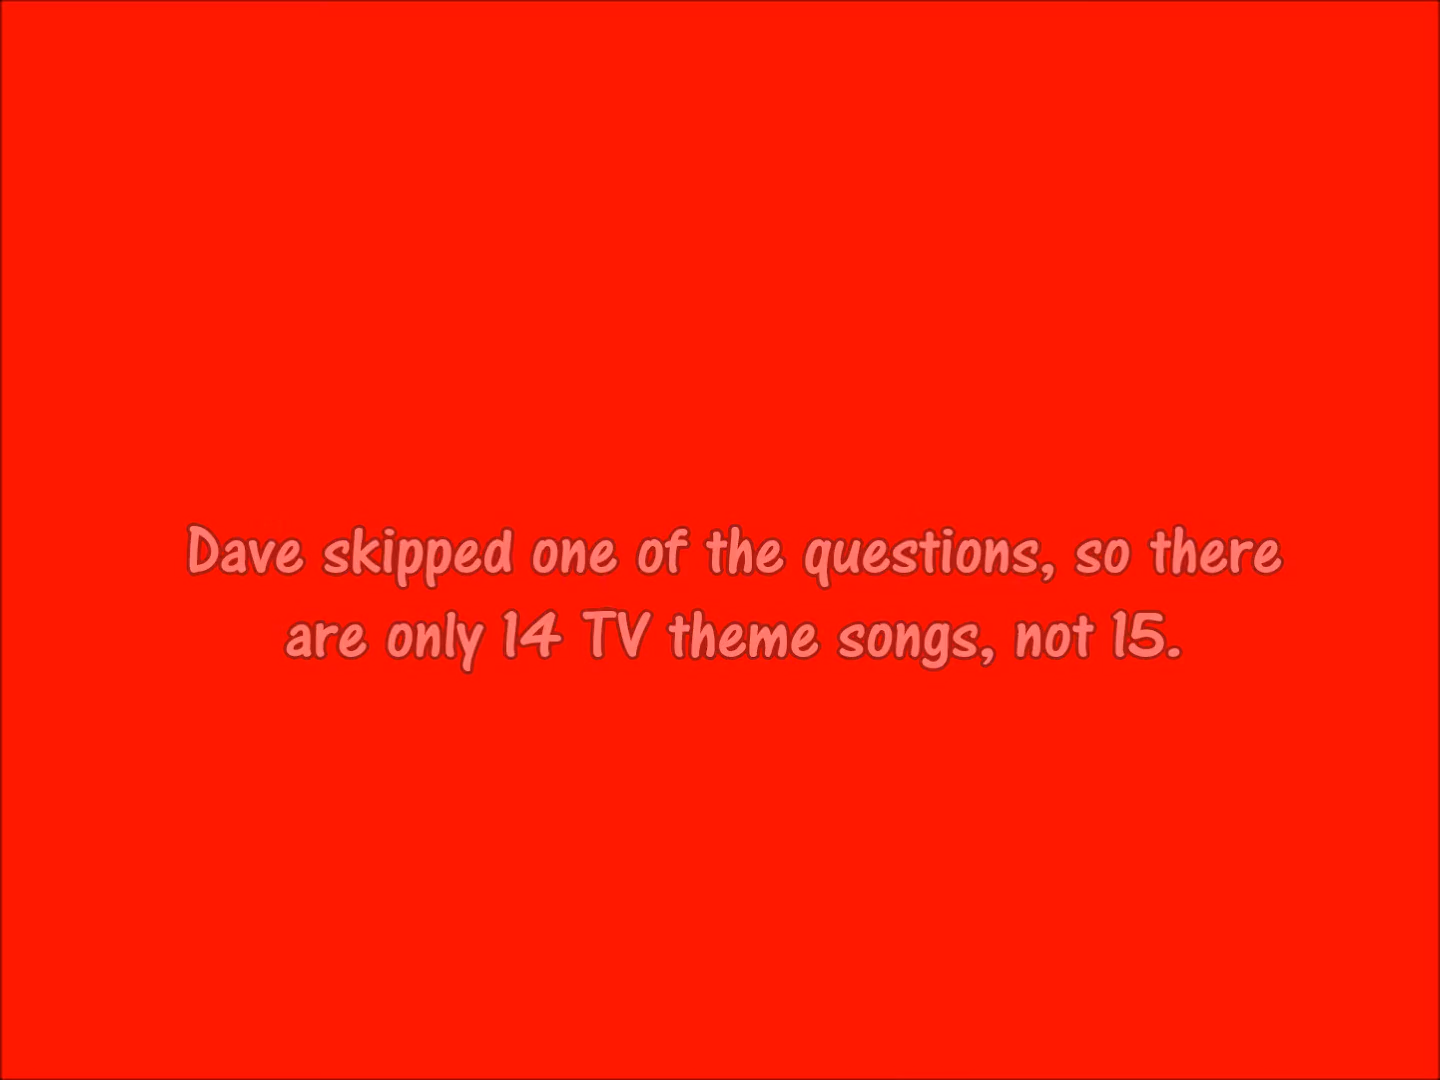 Dave skipped one of the questions, so there
are only 14 TV theme songs, not 15.